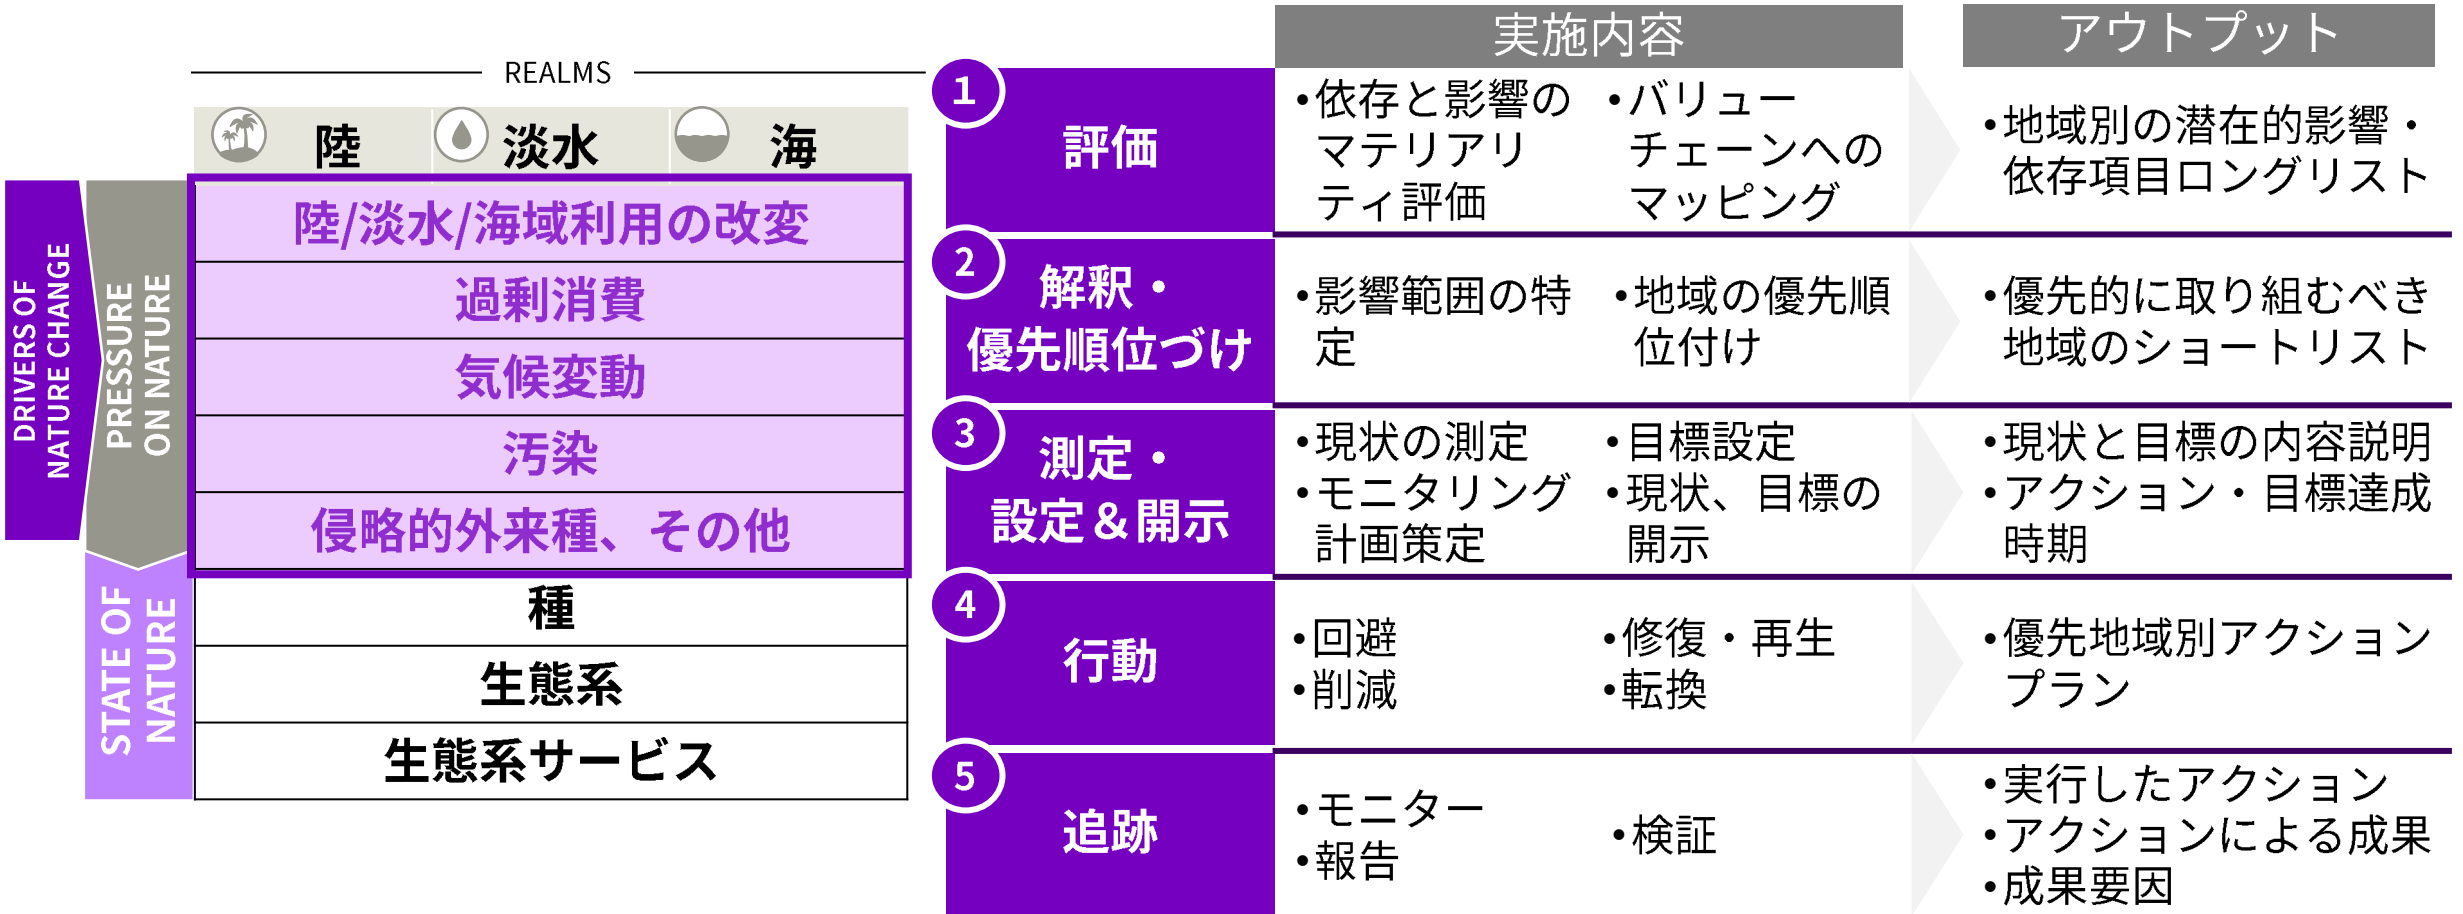 REALMS
陸
淡水
海
DRIVERS OF
NATURE CHANGE
PRESSURE
ON NATURE
陸/淡水/海域利用の改変
過剰消費
気候変動
汚染
侵略的外来種、その他
STATE OF
NATURE
種
生態系
生態系サービス
実施内容
アウトプット
1
評価
•依存と影響の
マテリアリ
ティ評価
•バリュー
チェーンへの
マッピング
•地域別の潜在的影響・
依存項目ロングリスト
2
解釈・
優先順位づけ
•影響範囲の特
定
•地域の優先順
位付け
•優先的に取り組むべき
地域のショートリスト
3
測定・
設定＆開示
•現状の測定
•モニタリング
計画策定
•目標設定
•現状、目標の
開示
•現状と目標の内容説明
•アクション・目標達成
時期
4
行動
•回避
•削減
•修復・再生
•転換
•優先地域別アクション
プラン
5
追跡
•モニター
•報告
•検証
•実行したアクション
•アクションによる成果
•成果要因